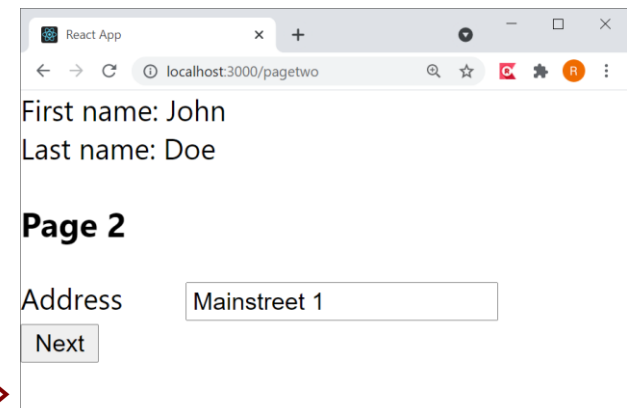 React App
localhost:3000/pagetwo
R
First name: John
Last name: Doe
Page 2
Address Mainstreet 1
Next